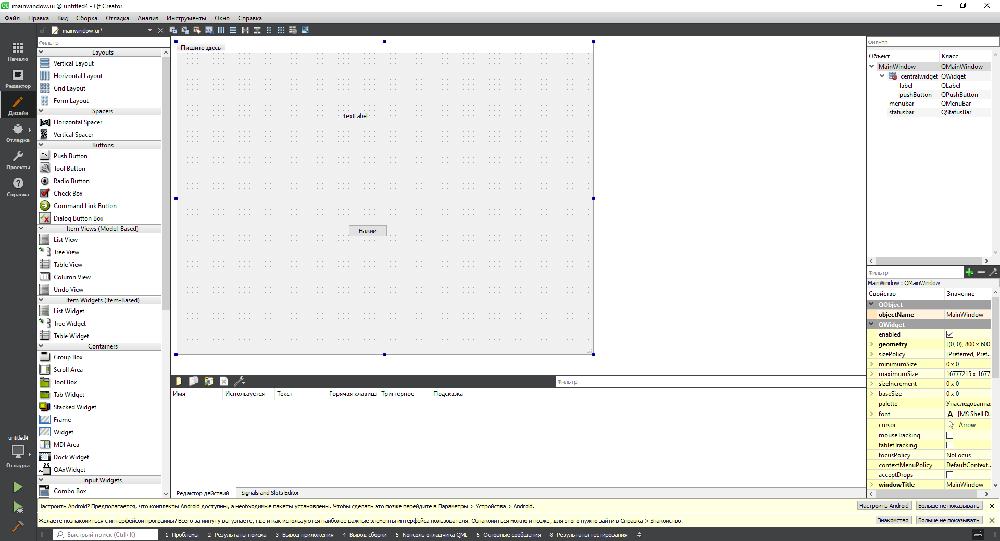 mainwindow.ui @ untitled4 - Qt Creator
Файл Правка Вид Сборка Отладка Анализ Инструменты Окно Справка
mainwindow.ui*
Начало
Редактор
Дизайн
Отладка
Проекты
Справка
untitled4
Отладка
Фильтр
Layouts
Vertical Layout
Horizontal Layout
Grid Layout
Form Layout
Spacers
Horizontal Spacer
Vertical Spacer
Buttons
Push Button
Tool Button
Radio Button
Check Box
Command Link Button
Dialog Button Box
Item Views (Model-Based)
List View
Tree View
Table View
Column View
Undo View
Item Widgets (Item-Based)
List Widget
Tree Widget
Table Widget
Containers
Group Box
Scroll Area
Tool Box
Tab Widget
Stacked Widget
Frame
Widget
MDI Area
Dock Widget
QAxWidget
Input Widgets
Combo Box
Пишите здесь
TextLabel
Нажми
Фильтр
Имя Используется Текст Горячая клавиш Триггерное Подсказка
Редактор действий Signals and Slots Editor
Фильтр
Объект Класс
MainWindow QMainWindow
centralwidget QWidget
label QLabel
pushButton QPushButton
menubar QMenuBar
statusbar QStatusBar
Фильтр
MainWindow : QMainWindow
Свойство Значение
QObject
objectName MainWindow
QWidget
enabled
geometry [(0, 0), 800 x 600]
sizePolicy [Preferred, Pref...
minimumSize 0 x 0
maximumSize 16777215 x 1677...
sizeIncrement 0 x 0
baseSize 0 x 0
palette Унаследованная
font A [MS Shell D...
cursor Arrow
mouseTracking
tabletTracking
focusPolicy NoFocus
contextMenuPolicy DefaultContext...
acceptDrops
windowTitle MainWindow
Настроить Android? Предполагается, что комплекты Android доступны, а необходимые пакеты установлены. Чтобы сделать это позже перейдите в Параметры > Устройства > Android. Настроить Android Больше не показывать
Желаете познакомиться с интерфейсом программы? Всего за минуту вы узнаете, где и как используются наиболее важные элементы интерфейса пользователя. Ознакомиться можно и позже, для этого нужно зайти в Справка > Знакомство. Знакомство Больше не показывать
Быстрый поиск (Ctrl+K) 1 Проблемы 2 Результаты поиска 3 Вывод приложения 4 Вывод сборки 5 Консоль отладчика QML 6 Основные сообщения 8 Результаты тестирования